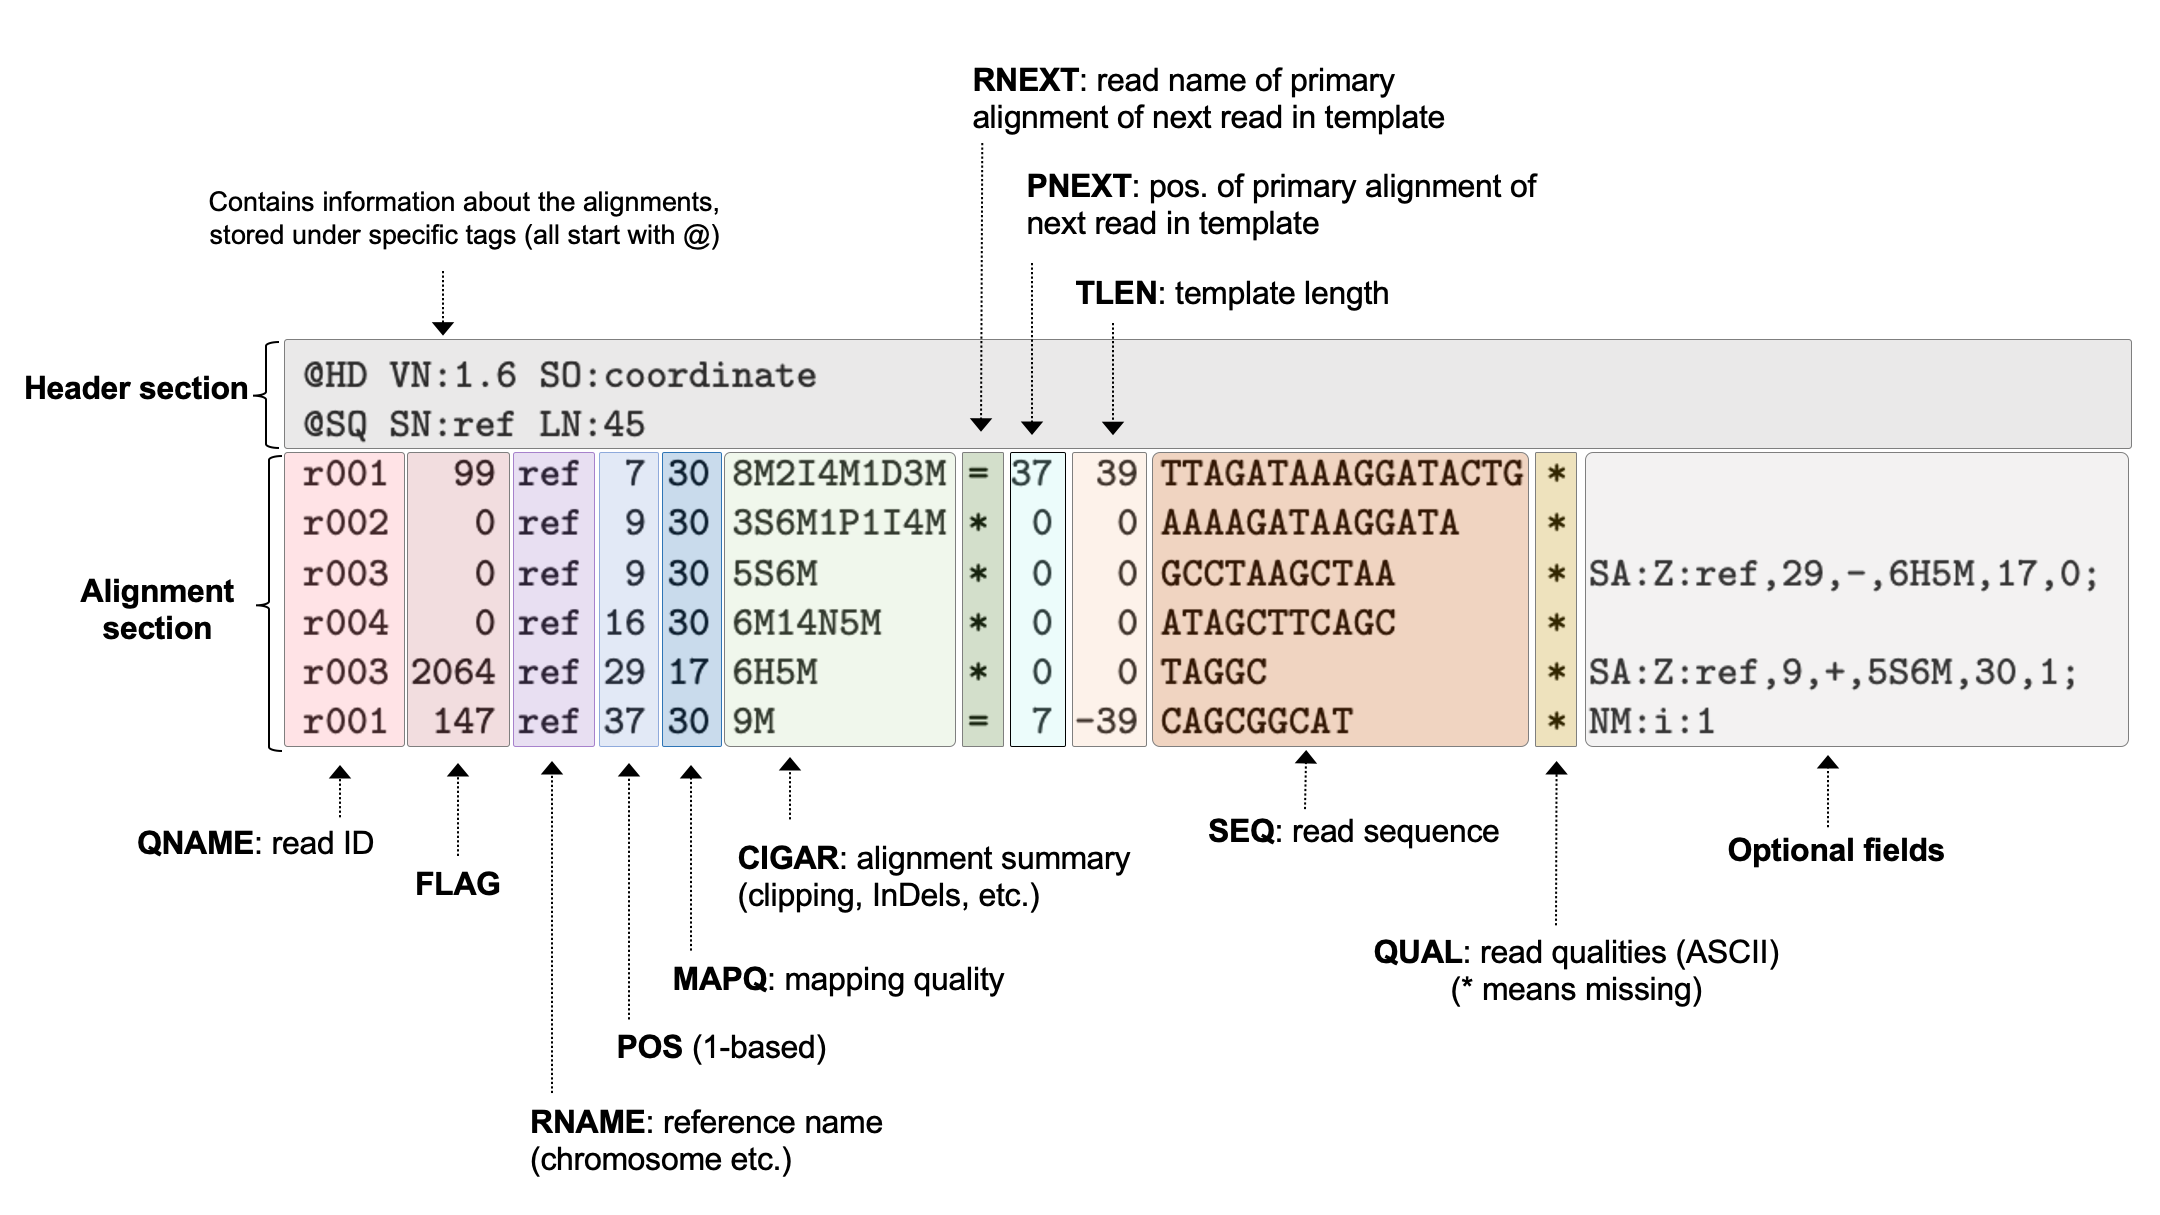 RNEXT: read name of primary
alignment of next read in template
PNEXT: pos. of primary alignment of
next read in template
Contains information about the alignments,
stored under specific tags (all start with @)
TLEN: template length
Header section
@HD VN:1.6 SO:coordinate
@SQ SN:ref LN:45
Alignment
section
r001 99 ref 7 30 8M2I4M1D3M = 37 39 TTAGATAAAGGATACTG *
r002 0 ref 9 30 3S6M1P1I4M * 0 0 AAAAGATAAGGATA *
r003 0 ref 9 30 5S6M * 0 0 GCCTAAGCTAA * SA:Z:ref,29,-,6H5M,17,0;
r004 0 ref 16 30 6M14N5M * 0 0 ATAGCTTCAGC *
r003 2064 ref 29 17 6H5M * 0 0 TAGGC * SA:Z:ref,9,+,5S6M,30,1;
r001 147 ref 37 30 9M = 7 -39 CAGCGGCAT * NM:i:1
QNAME: read ID
FLAG
CIGAR: alignment summary
(clipping, InDels, etc.)
SEQ: read sequence
Optional fields
MAPQ: mapping quality
QUAL: read qualities (ASCII)
(* means missing)
POS (1-based)
RNAME: reference name
(chromosome etc.)